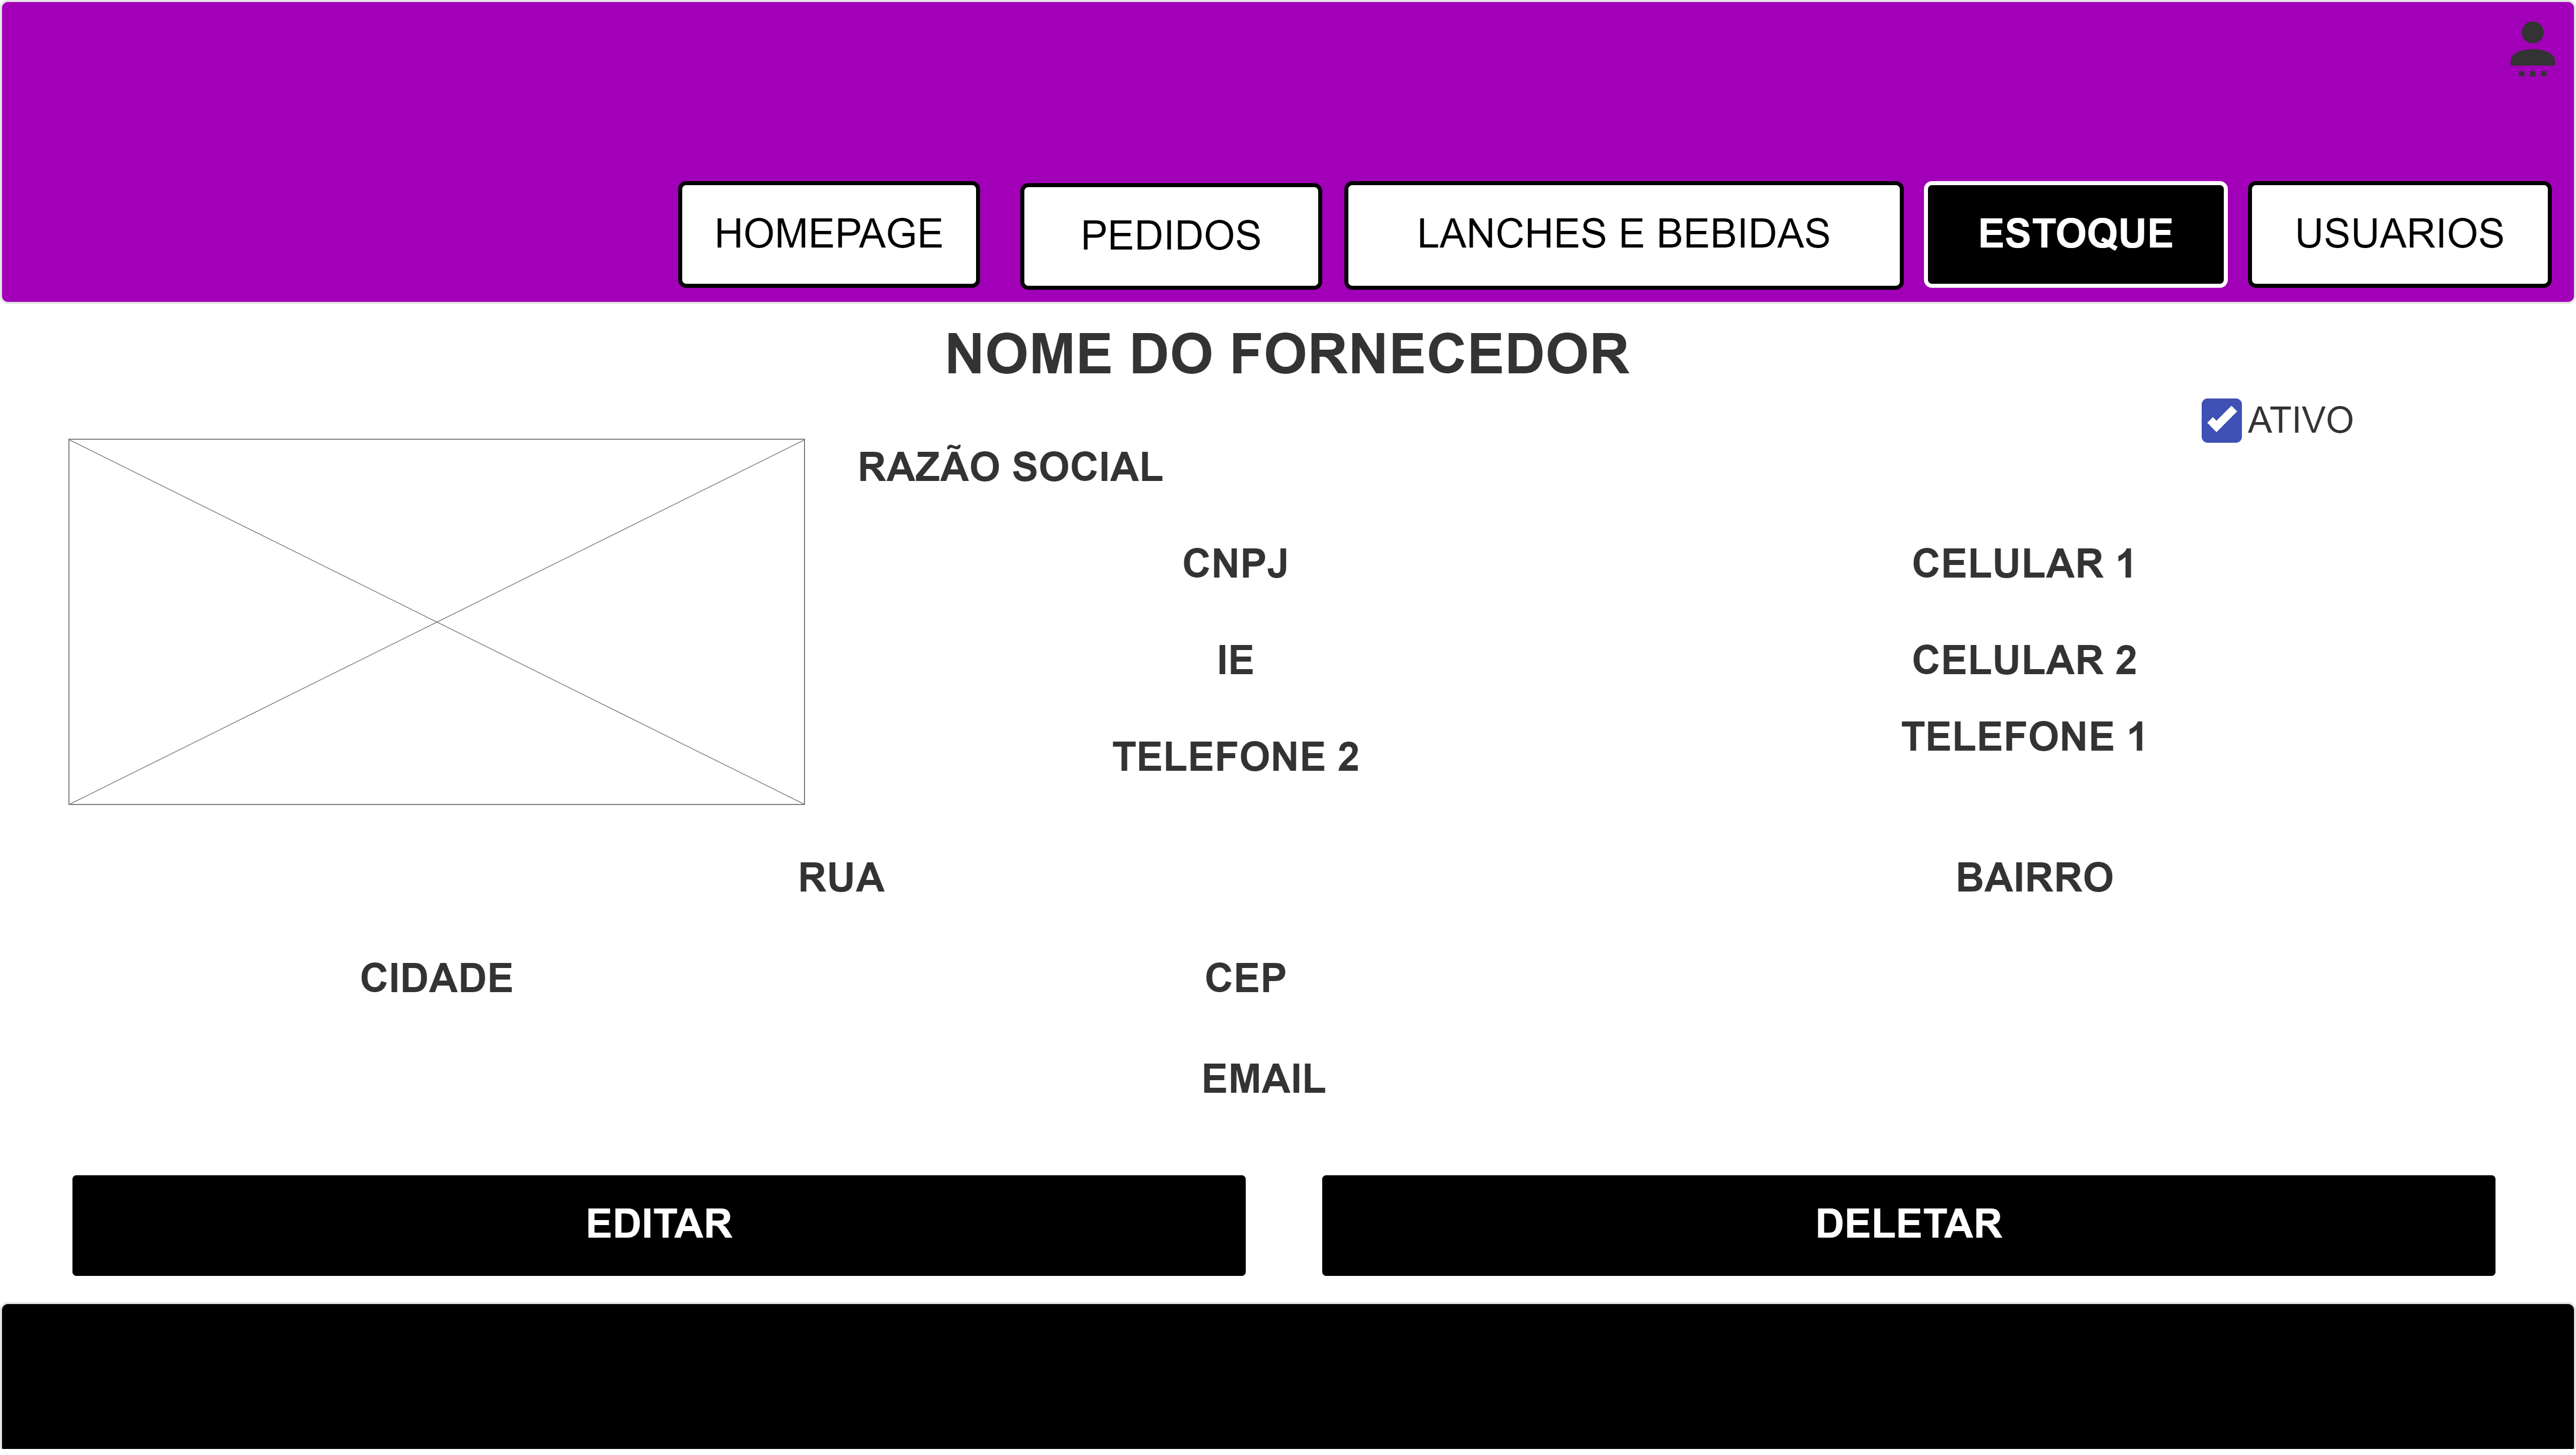 HOMEPAGE
PEDIDOS
LANCHES E BEBIDAS
ESTOQUE
USUARIOS
NOME DO FORNECEDOR
ATIVO
RAZÃO SOCIAL
CNPJ
CELULAR 1
IE
CELULAR 2
TELEFONE 2
TELEFONE 1
RUA
BAIRRO
CIDADE
CEP
EMAIL
EDITAR
DELETAR